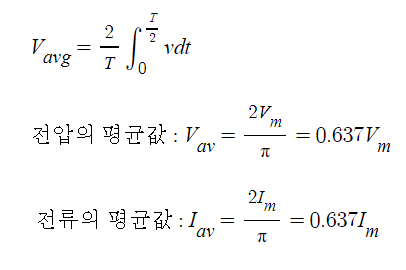 V_avg = 2/T ∫_0^{T/2} vdt
전압의 평균값 : V_av = 2V_m/π = 0.637V_m
전류의 평균값 : I_av = 2I_m/π = 0.637I_m